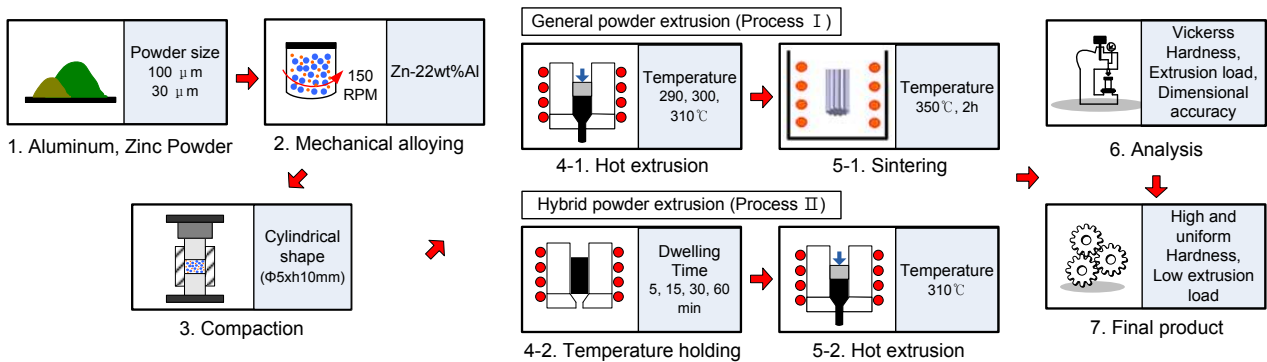 Powder size
100 μm
30 μm
1. Aluminum, Zinc Powder
150
RPM
Zn-22wt%Al
2. Mechanical alloying
Cylindrical
shape
(Φ5xh10mm)
3. Compaction
General powder extrusion (Process Ⅰ)
Temperature
290, 300,
310℃
4-1. Hot extrusion
Temperature
350℃, 2h
5-1. Sintering
Hybrid powder extrusion (Process Ⅱ)
Dwelling
Time
5, 15, 30, 60
min
4-2. Temperature holding
Temperature
310℃
5-2. Hot extrusion
Vickerss
Hardness,
Extrusion load,
Dimensional
accuracy
6. Analysis
High and
uniform
Hardness,
Low extrusion
load
7. Final product